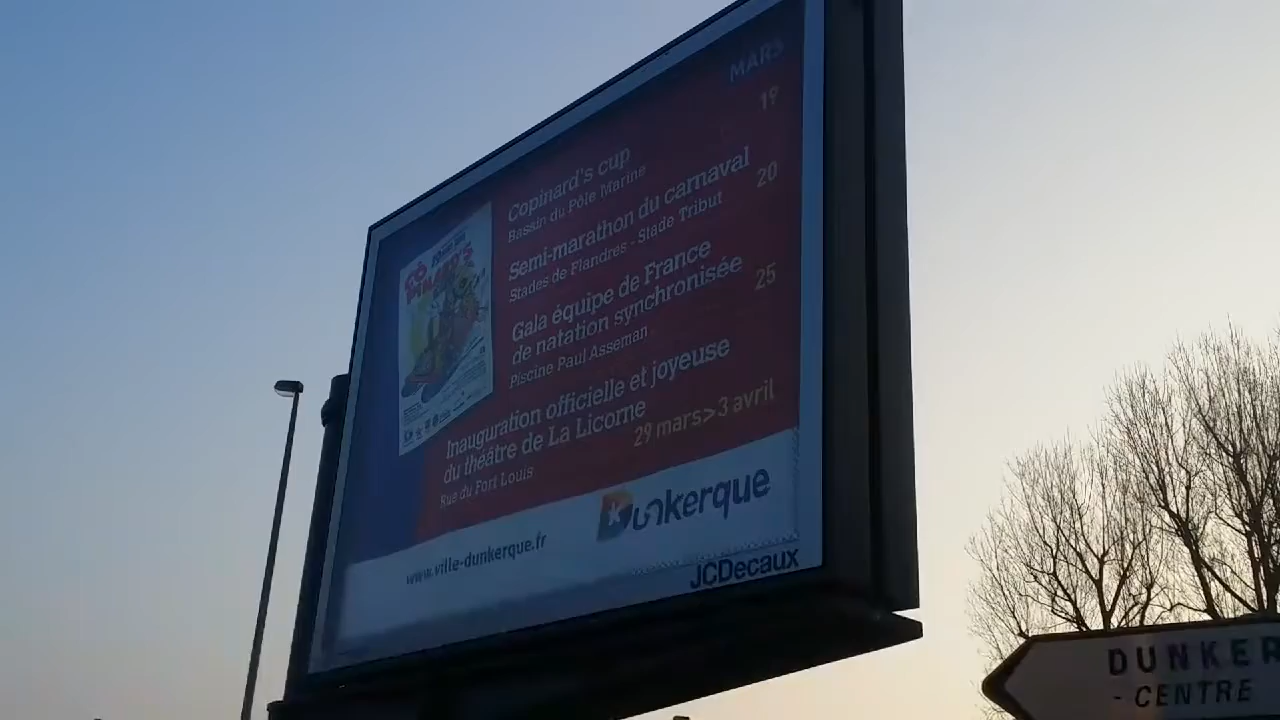 MARS
19
Copinard's cup
Bassin du Pôle Marine
20
Semi-marathon du carnaval
Stades de Flandres - Stade Tribut
25
Gala équipe de France
de natation synchronisée
Piscine Paul Asseman
Inauguration officielle et joyeuse
du théâtre de La Licorne
29 mars>3 avril
Rue du Fort Louis
www.ville-dunkerque.fr
Dunkerque
JCDecaux
CO
PINARD'S
DUNKER
- CENTRE